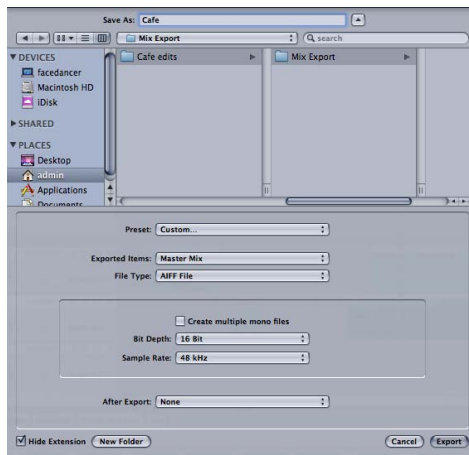 Save As: Cafe
Mix Export
search
DEVICES
facedancer
Macintosh HD
iDisk
SHARED
PLACES
Desktop
admin
Applications
Documents
Cafe edits
Mix Export
Preset: Custom...
Exported Items: Master Mix
File Type: AIFF File
Create multiple mono files
Bit Depth: 16 Bit
Sample Rate: 48 kHz
After Export: None
Hide Extension New Folder Cancel Export